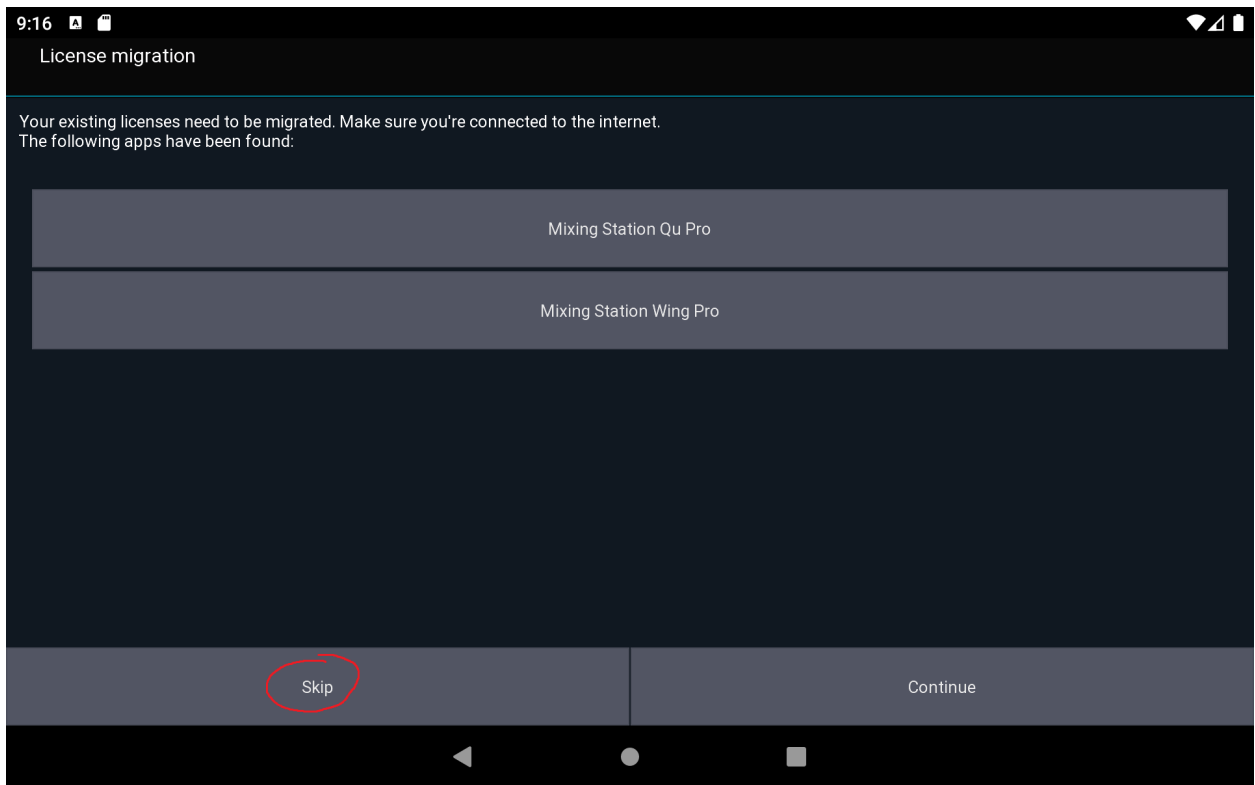 9:16
License migration
Your existing licenses need to be migrated. Make sure you're connected to the internet.
The following apps have been found:
Mixing Station Qu Pro
Mixing Station Wing Pro
Skip
Continue